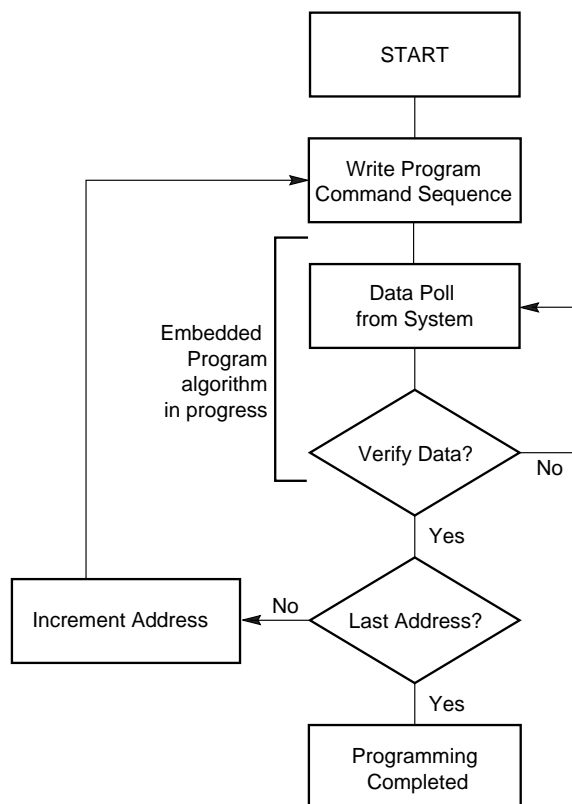 START
Write Program
Command Sequence
Data Poll
from System
Embedded
Program
algorithm
in progress
Verify Data?
No
Yes
Increment Address
No
Last Address?
Yes
Programming
Completed